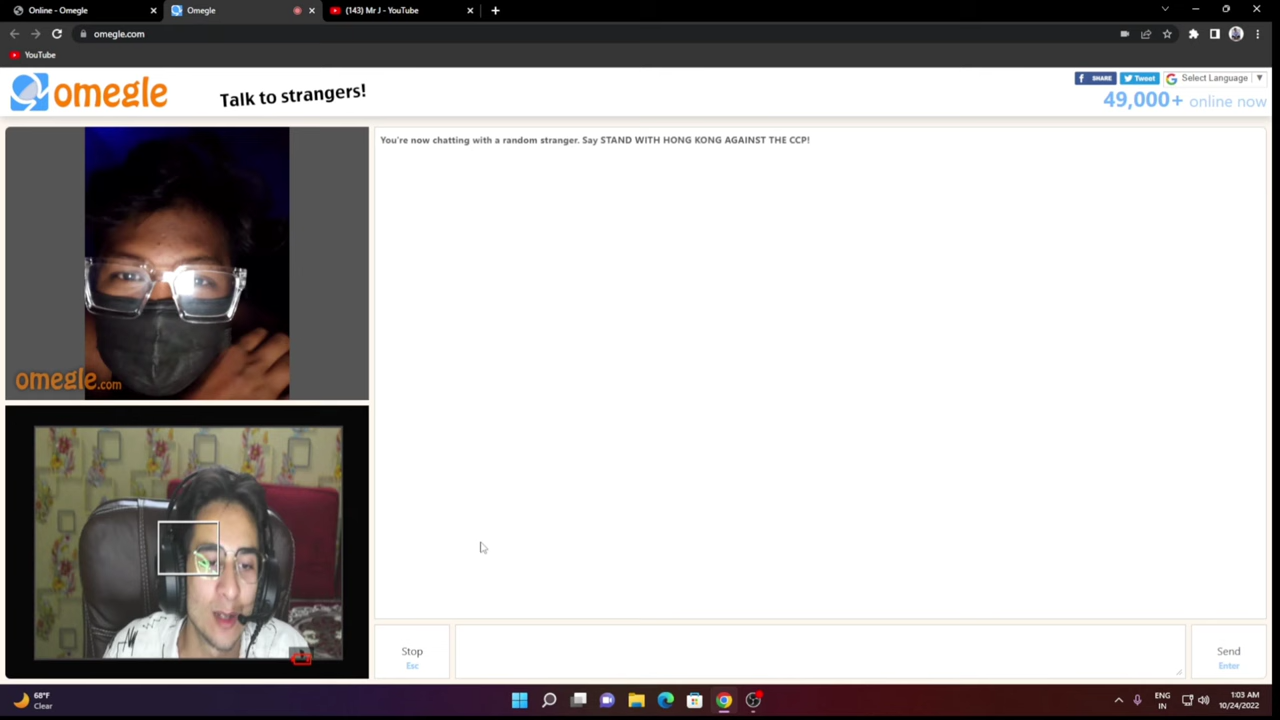 Online - Omegle
Omegle
(143) Mr J - YouTube
omegle.com
YouTube
omegle
Talk to strangers!
SHARE
Tweet
Select Language
49,000+ online now
You're now chatting with a random stranger. Say STAND WITH HONG KONG AGAINST THE CCP!
omegle.com
Stop
Esc
Send
Enter
68°F
Clear
ENG
IN
1:03 AM
10/24/2022